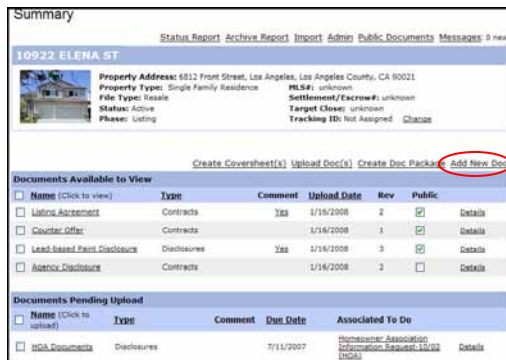 Summary
Status Report Archive Report Import Admin Public Documents Messages: 0 new
10922 ELENA ST
Property Address: 6812 Front Street, Los Angeles, Los Angeles County, CA 90021
Property Type: Single Family Residence MLS#: unknown
File Type: Resale Settlement/Escrow#: unknown
Status: Active Target Close: unknown
Phase: Listing Tracking ID: Not Assigned Change
Create Coversheet(s) Upload Doc(s) Create Doc Package Add New Doc
Documents Available to View
Name (Click to view) Type Comment Upload Date Rev Public
Listing Agreement Contracts Yes 1/16/2008 2 Details
Counter Offer Contracts 1/16/2008 1 Details
Lead-based Paint Disclosure Disclosures Yes 1/16/2008 3 Details
Agency Disclosure Contracts 1/16/2008 2 Details
Documents Pending Upload
Name (Click to upload) Type Comment Due Date Associated To Do
HOA Documents Disclosures 7/11/2007 Homeowner Association Information Request-10/02 (HOA) Details